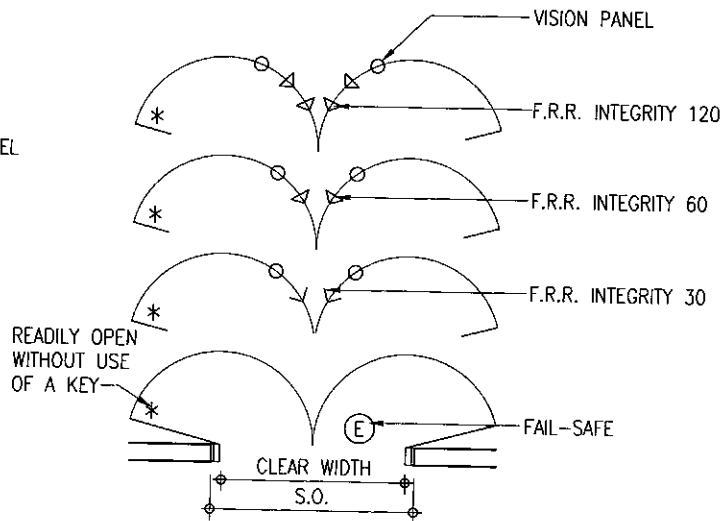 VISION PANEL
F.R.R. INTEGRITY 120
EL
F.R.R. INTEGRITY 60
F.R.R. INTEGRITY 30
READILY OPEN
WITHOUT USE
OF A KEY
E
FAIL-SAFE
CLEAR WIDTH
S.O.